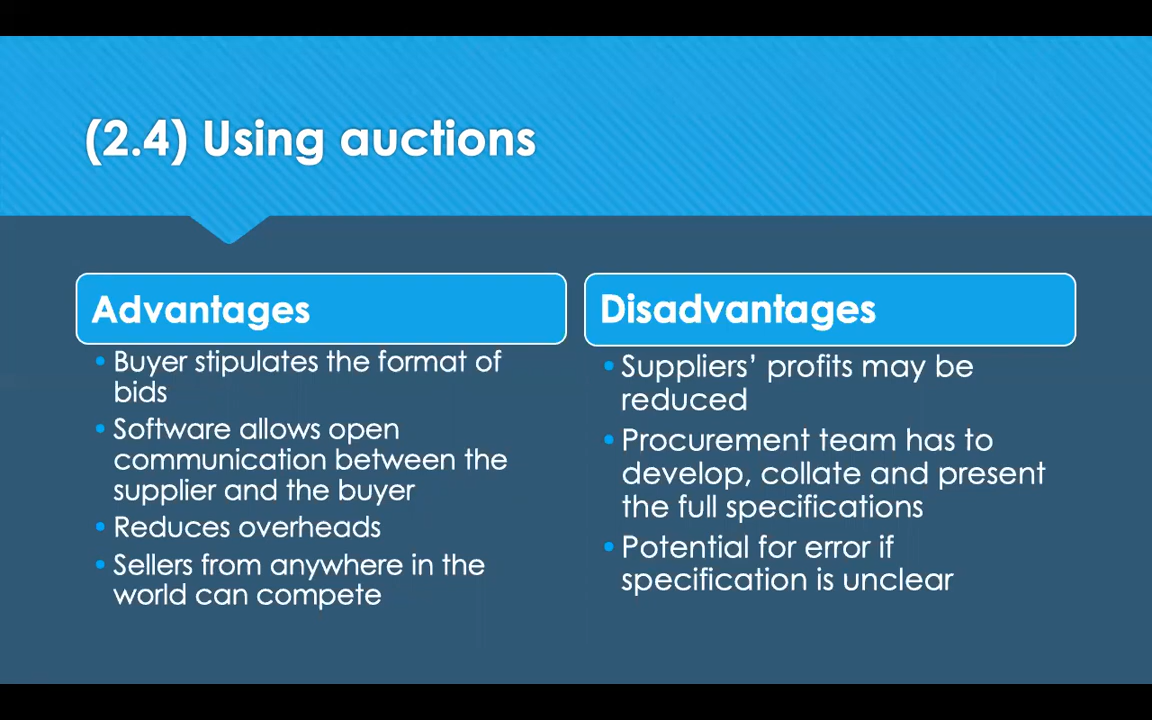 (2.4) Using auctions
Advantages
• Buyer stipulates the format of
bids
• Software allows open
communication between the
supplier and the buyer
• Reduces overheads
• Sellers from anywhere in the
world can compete
Disadvantages
• Suppliers’ profits may be
reduced
• Procurement team has to
develop, collate and present
the full specifications
• Potential for error if
specification is unclear